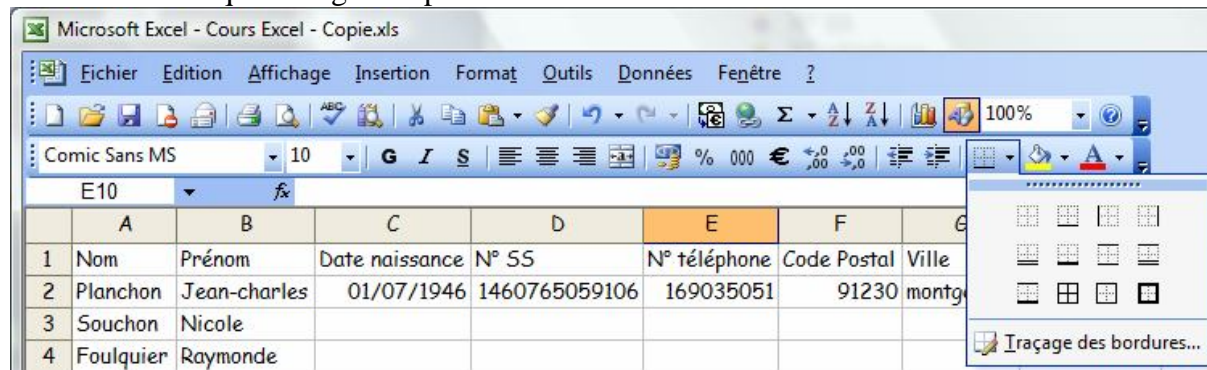 Microsoft Excel - Cours Excel - Copie.xls
Fichier Edition Affichage Insertion Format Outils Données Fenêtre ?
ABC Σ A Z Z A 100%
Comic Sans MS 10 G I S % 000 € ,00 ,00 A
E10 fx
A B C D E F
1 Nom Prénom Date naissance N° SS N° téléphone Code Postal Ville
2 Planchon Jean-charles 01/07/1946 1460765059106 169035051 91230
3 Souchon Nicole
4 Foulquier Raymonde
Traçage des bordures...